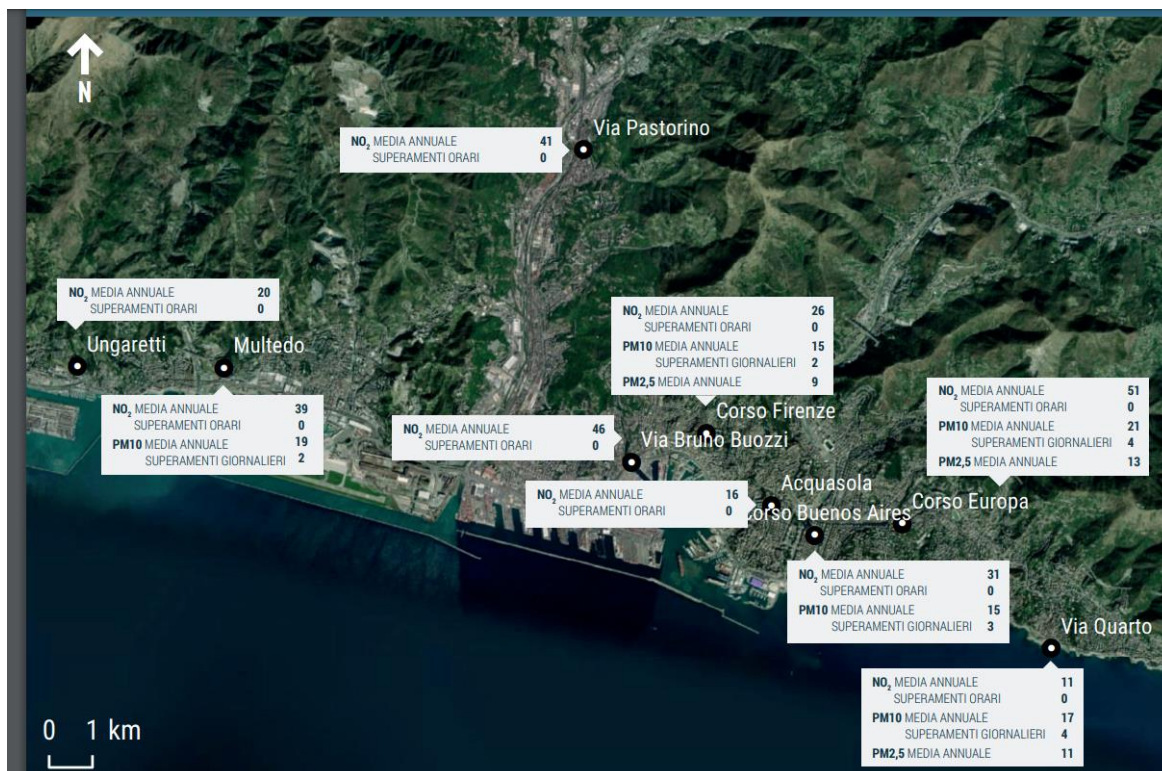 N
Via Pastorino
NO2 MEDIA ANNUALE 41
SUPERAMENTI ORARI 0
NO2 MEDIA ANNUALE 20
SUPERAMENTI ORARI 0
Ungaretti
Multedo
NO2 MEDIA ANNUALE 39
SUPERAMENTI ORARI 0
PM10 MEDIA ANNUALE 19
SUPERAMENTI GIORNALIERI 2
NO2 MEDIA ANNUALE 26
SUPERAMENTI ORARI 0
PM10 MEDIA ANNUALE 15
SUPERAMENTI GIORNALIERI 2
PM2,5 MEDIA ANNUALE 9
Corso Firenze
NO2 MEDIA ANNUALE 46
SUPERAMENTI ORARI 0
Via Bruno Buozzi
NO2 MEDIA ANNUALE 51
SUPERAMENTI ORARI 0
PM10 MEDIA ANNUALE 21
SUPERAMENTI GIORNALIERI 4
PM2,5 MEDIA ANNUALE 13
Corso Europa
NO2 MEDIA ANNUALE 16
SUPERAMENTI ORARI 0
Acquasola
orso Buenos Aires
NO2 MEDIA ANNUALE 31
SUPERAMENTI ORARI 0
PM10 MEDIA ANNUALE 15
SUPERAMENTI GIORNALIERI 3
Via Quarto
NO2 MEDIA ANNUALE 11
SUPERAMENTI ORARI 0
PM10 MEDIA ANNUALE 17
SUPERAMENTI GIORNALIERI 4
PM2,5 MEDIA ANNUALE 11
0 1 km